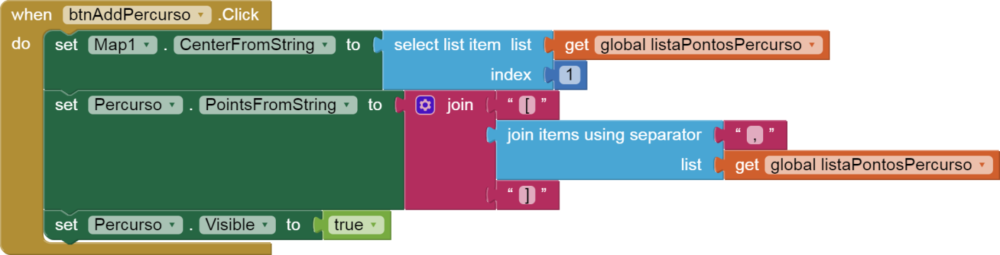 when btnAddPercurso .Click
do set Map1 . CenterFromString to select list item list get global listaPontosPercurso
index 1
set Percurso . PointsFromString to join “ [ ”
join items using separator “ , ”
list get global listaPontosPercurso
“ ] ”
set Percurso . Visible to true